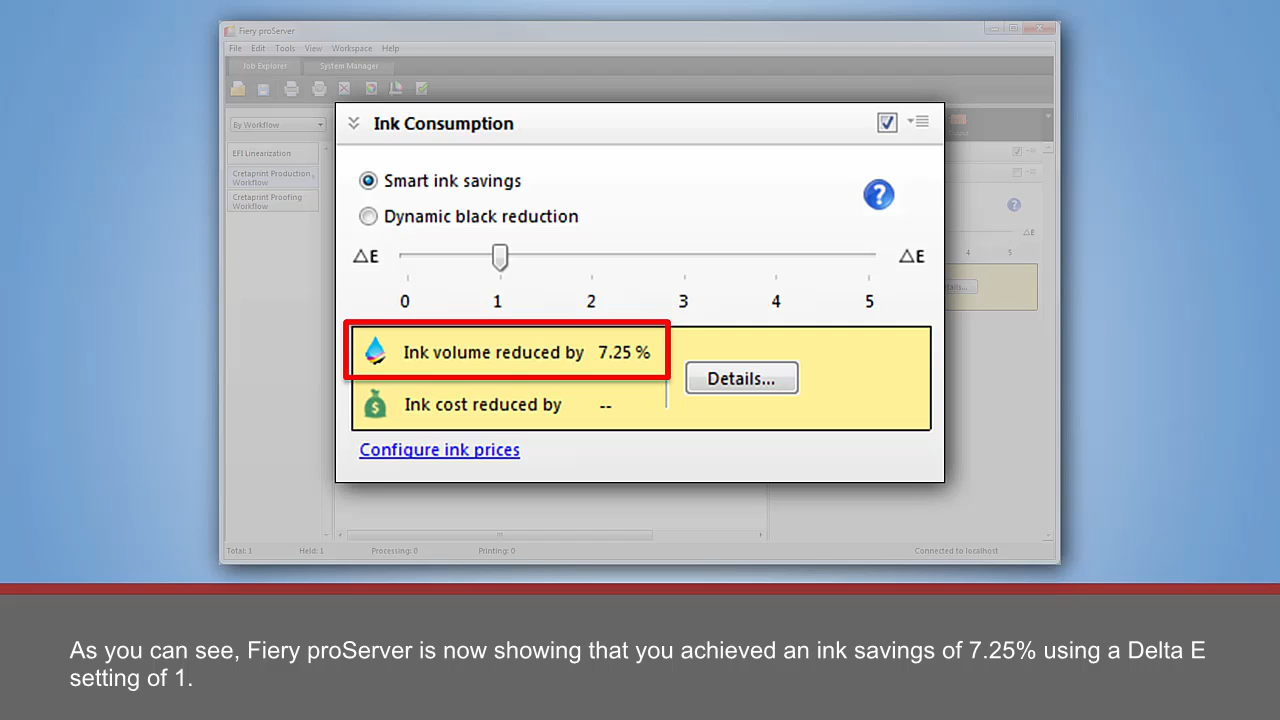 Fiery proServer
File Edit Tools View Workspace Help
Job Explorer System Manager
By Workflow
EFI Linearization
Cretaprint Production
Workflow
Cretaprint Proofing
Workflow
Ink Consumption
Smart ink savings
Dynamic black reduction
△E △E
0 1 2 3 4 5
Ink volume reduced by 7.25 %
Details...
Ink cost reduced by --
Configure ink prices
△E
4 5
Total: 1 Held: 1 Processing: 0 Printing: 0 Connected to localhost
As you can see, Fiery proServer is now showing that you achieved an ink savings of 7.25% using a Delta E
setting of 1.